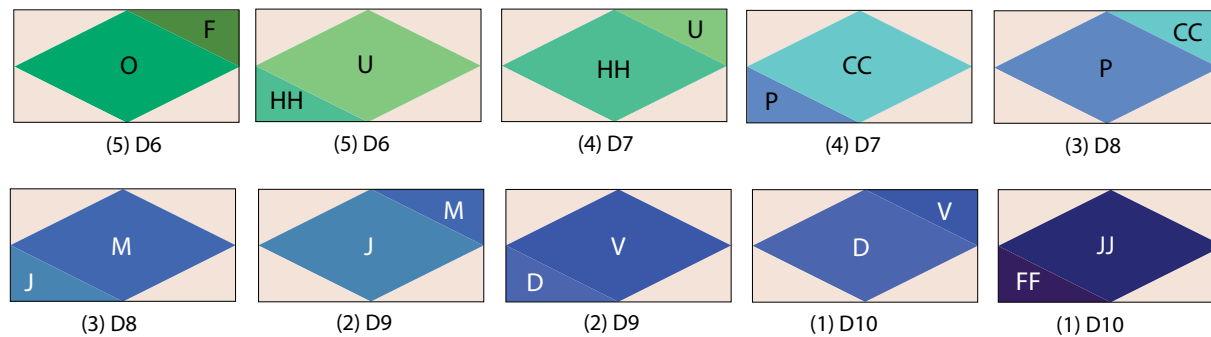 F
O
(5) D6
U
HH
(5) D6
U
HH
(4) D7
CC
P
(4) D7
CC
P
(3) D8
M
J
(3) D8
M
J
(2) D9
V
D
(2) D9
V
D
(1) D10
JJ
FF
(1) D10